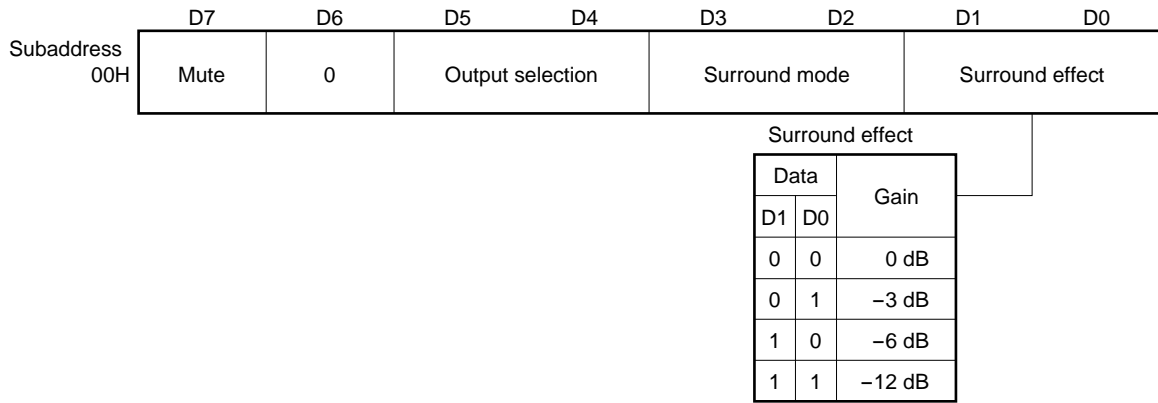 D7 D6 D5 D4 D3 D2 D1 D0
Subaddress
00H Mute 0 Output selection Surround mode Surround effect
Surround effect
Data Gain
D1 D0
0 0 0 dB
0 1 −3 dB
1 0 −6 dB
1 1 −12 dB